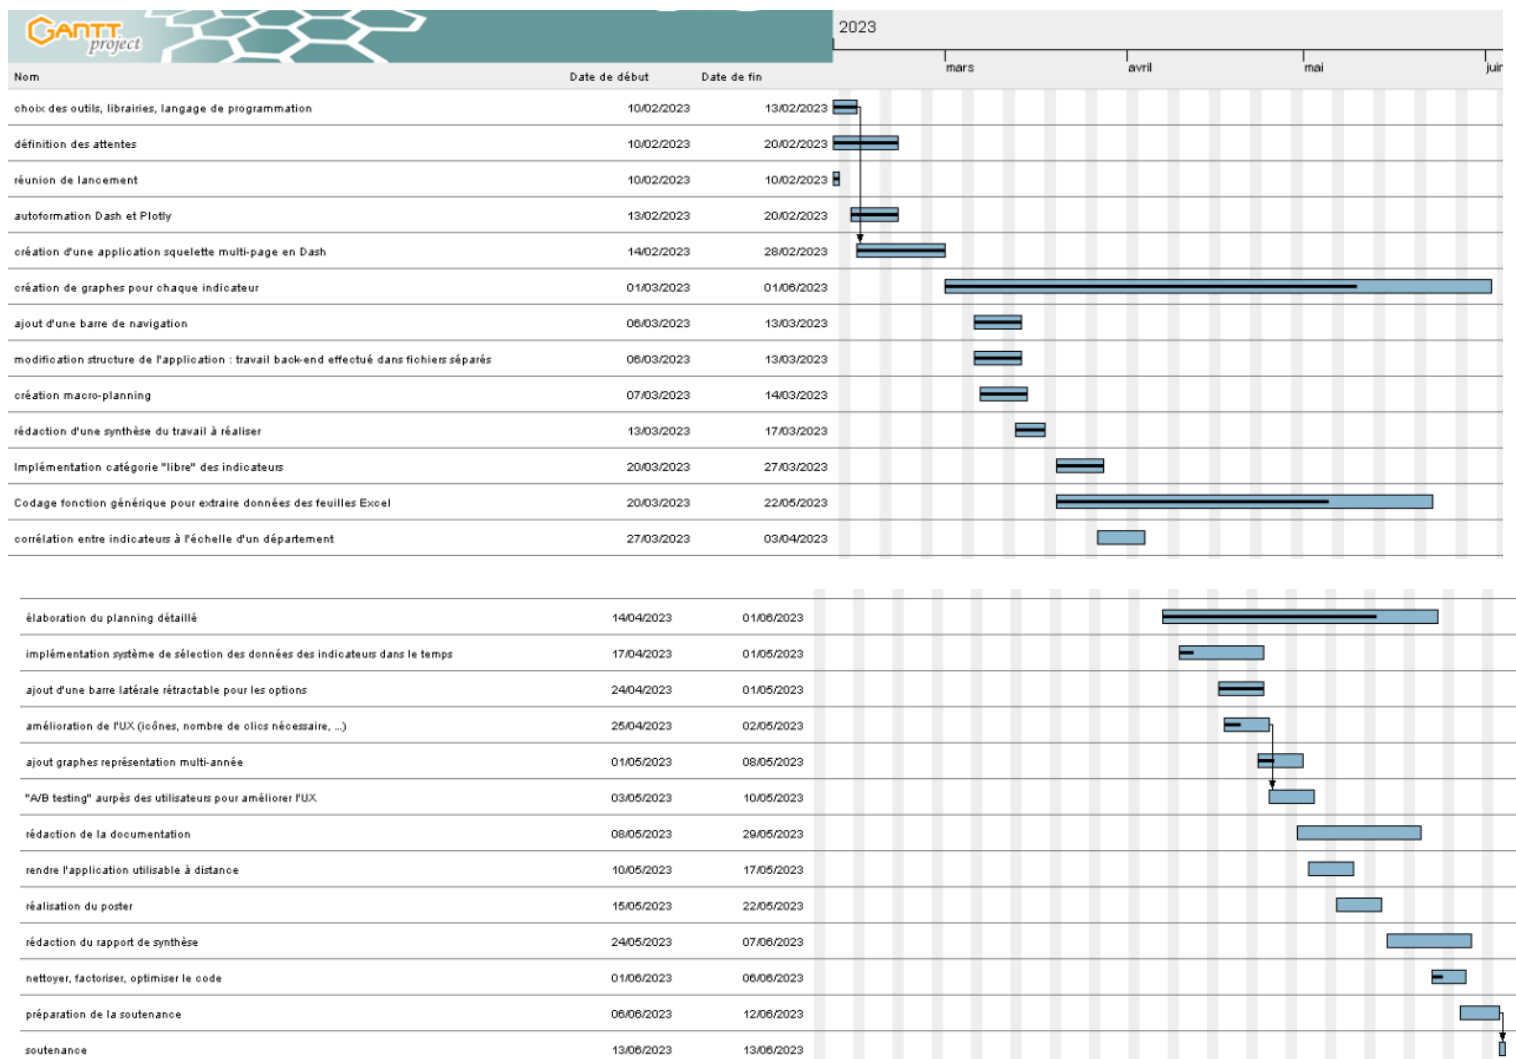 GANTT
project
2023
mars avril mai juin
Nom Date de début Date de fin
choix des outils, librairies, langage de programmation 10/02/2023 13/02/2023
définition des attentes 10/02/2023 20/02/2023
réunion de lancement 10/02/2023 10/02/2023
autoformation Dash et Plotly 13/02/2023 20/02/2023
création d'une application squelette multi-page en Dash 14/02/2023 28/02/2023
création de graphes pour chaque indicateur 01/03/2023 01/06/2023
ajout d'une barre de navigation 06/03/2023 13/03/2023
modification structure de l'application : travail back-end effectué dans fichiers séparés 06/03/2023 13/03/2023
création macro-planning 07/03/2023 14/03/2023
rédaction d'une synthèse du travail à réaliser 13/03/2023 17/03/2023
Implémentation catégorie "libre" des indicateurs 20/03/2023 27/03/2023
Codage fonction générique pour extraire données des feuilles Excel 20/03/2023 22/05/2023
corrélation entre indicateurs à l'échelle d'un département 27/03/2023 03/04/2023
élaboration du planning détaillé 14/04/2023 01/06/2023
implémentation système de sélection des données des indicateurs dans le temps 17/04/2023 01/05/2023
ajout d'une barre latérale rétractable pour les options 24/04/2023 01/05/2023
amélioration de l'UX (icônes, nombre de clics nécessaire, ...) 25/04/2023 02/05/2023
ajout graphes représentation multi-année 01/05/2023 08/05/2023
"A/B testing" aurpès des utilisateurs pour améliorer l'UX 03/05/2023 10/05/2023
rédaction de la documentation 08/05/2023 29/05/2023
rendre l'application utilisable à distance 10/05/2023 17/05/2023
réalisation du poster 15/05/2023 22/05/2023
rédaction du rapport de synthèse 24/05/2023 07/06/2023
nettoyer, factoriser, optimiser le code 01/06/2023 06/06/2023
préparation de la soutenance 06/06/2023 12/06/2023
soutenance 13/06/2023 13/06/2023